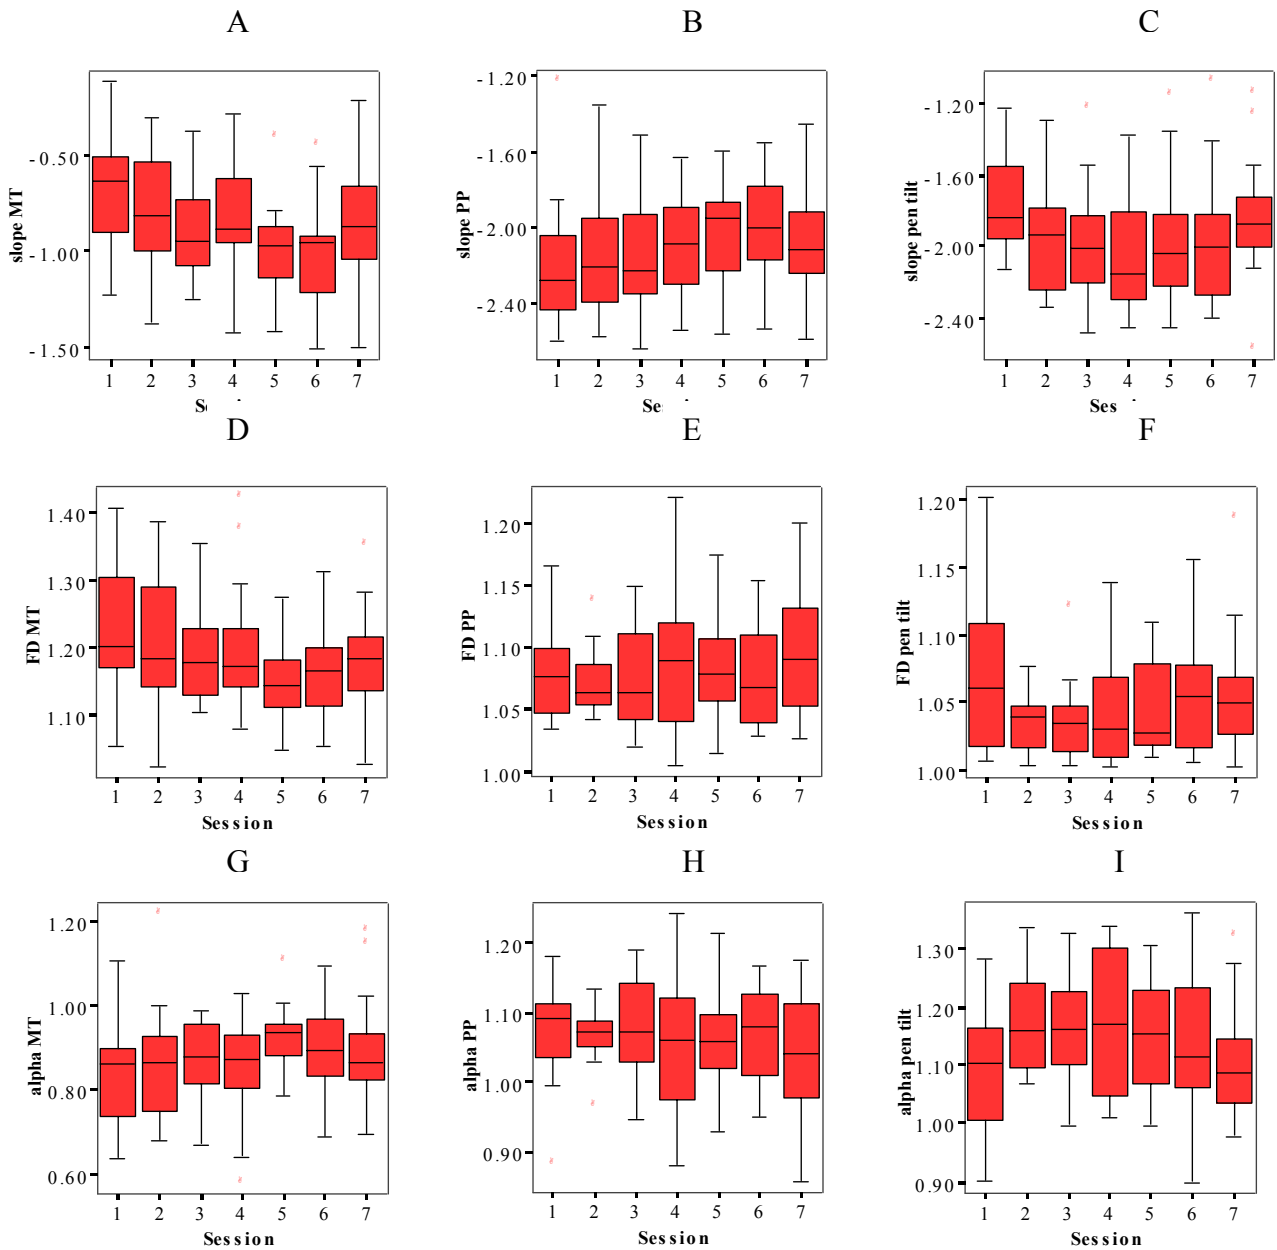 A
B
C
slope MT
-0.50
-1.00
-1.50
1 2 3 4 5 6 7
slope PP
-1.20
-1.60
-2.00
-2.40
1 2 3 4 5 6 7
slope pen tilt
-1.20
-1.60
-2.00
-2.40
1 2 3 4 5 6 7
D
E
F
FD MT
1.40
1.30
1.20
1.10
1 2 3 4 5 6 7
Session
FD PP
1.20
1.15
1.10
1.05
1.00
1 2 3 4 5 6 7
Session
FD pen tilt
1.20
1.15
1.10
1.05
1.00
1 2 3 4 5 6 7
Session
G
H
I
alpha MT
1.20
1.00
0.80
0.60
1 2 3 4 5 6 7
Session
alpha PP
1.20
1.10
1.00
0.90
1 2 3 4 5 6 7
Session
alpha pen tilt
1.30
1.20
1.10
1.00
0.90
1 2 3 4 5 6 7
Session